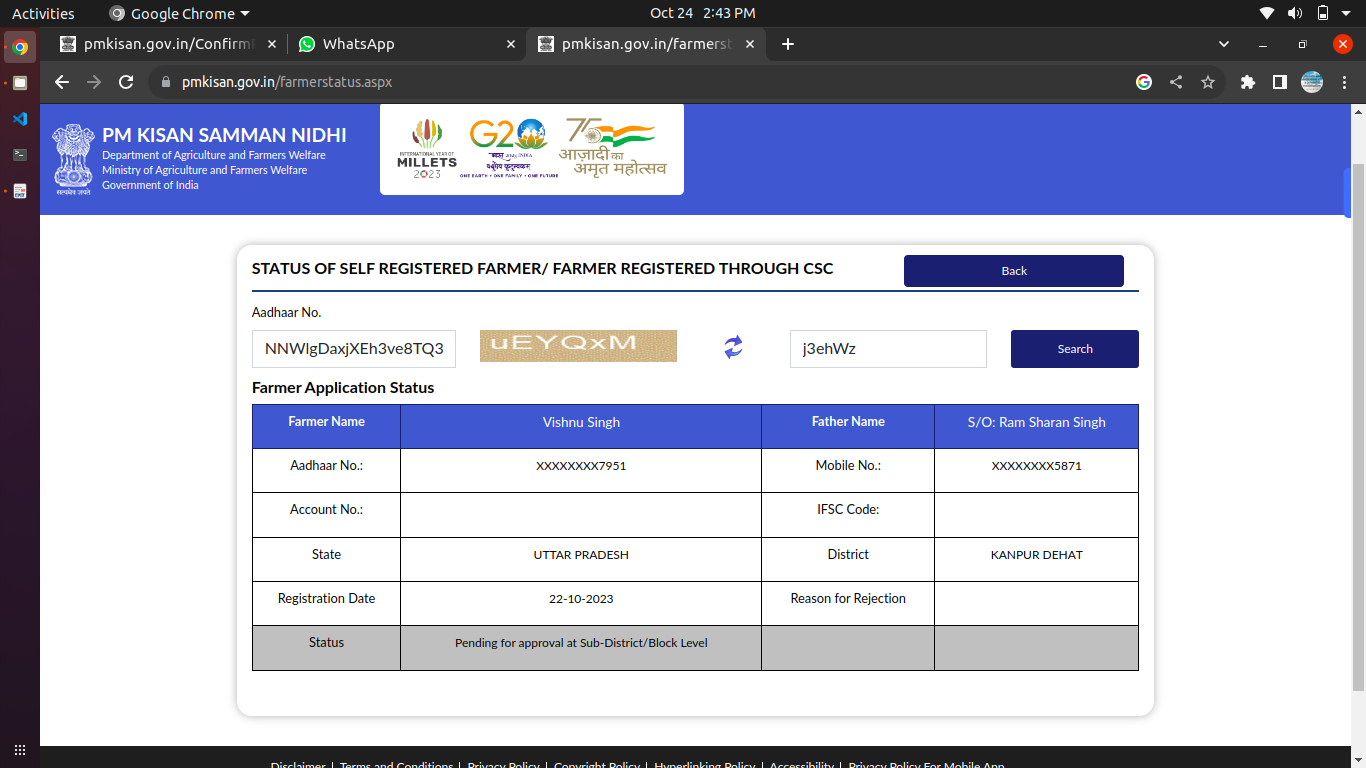 Activities Google Chrome Oct 24 2:43 PM
pmkisan.gov.in/ConfirmF WhatsApp pmkisan.gov.in/farmerst
pmkisan.gov.in/farmerstatus.aspx
PM KISAN SAMMAN NIDHI
Department of Agriculture and Farmers Welfare
Ministry of Agriculture and Farmers Welfare
Government of India
सत्यमेव जयते
INTERNATIONAL YEAR OF
MILLETS
2023
G20
भारत 2023 INDIA
वसुधैव कुटुम्बकम्
ONE EARTH • ONE FAMILY • ONE FUTURE
75
आज़ादी का
अमृत महोत्सव
STATUS OF SELF REGISTERED FARMER/ FARMER REGISTERED THROUGH CSC Back
Aadhaar No.
NNWlgDaxjXEh3ve8TQ3 uEYQxM j3ehWz Search
Farmer Application Status
Farmer Name Vishnu Singh Father Name S/O: Ram Sharan Singh
Aadhaar No.: XXXXXXXX7951 Mobile No.: XXXXXXXX5871
Account No.: IFSC Code:
State UTTAR PRADESH District KANPUR DEHAT
Registration Date 22-10-2023 Reason for Rejection
Status Pending for approval at Sub-District/Block Level
Disclaimer | Terms and Conditions | Privacy Policy | Copyright Policy | Hyperlinking Policy | Accessibility | Privacy Policy For Mobile App